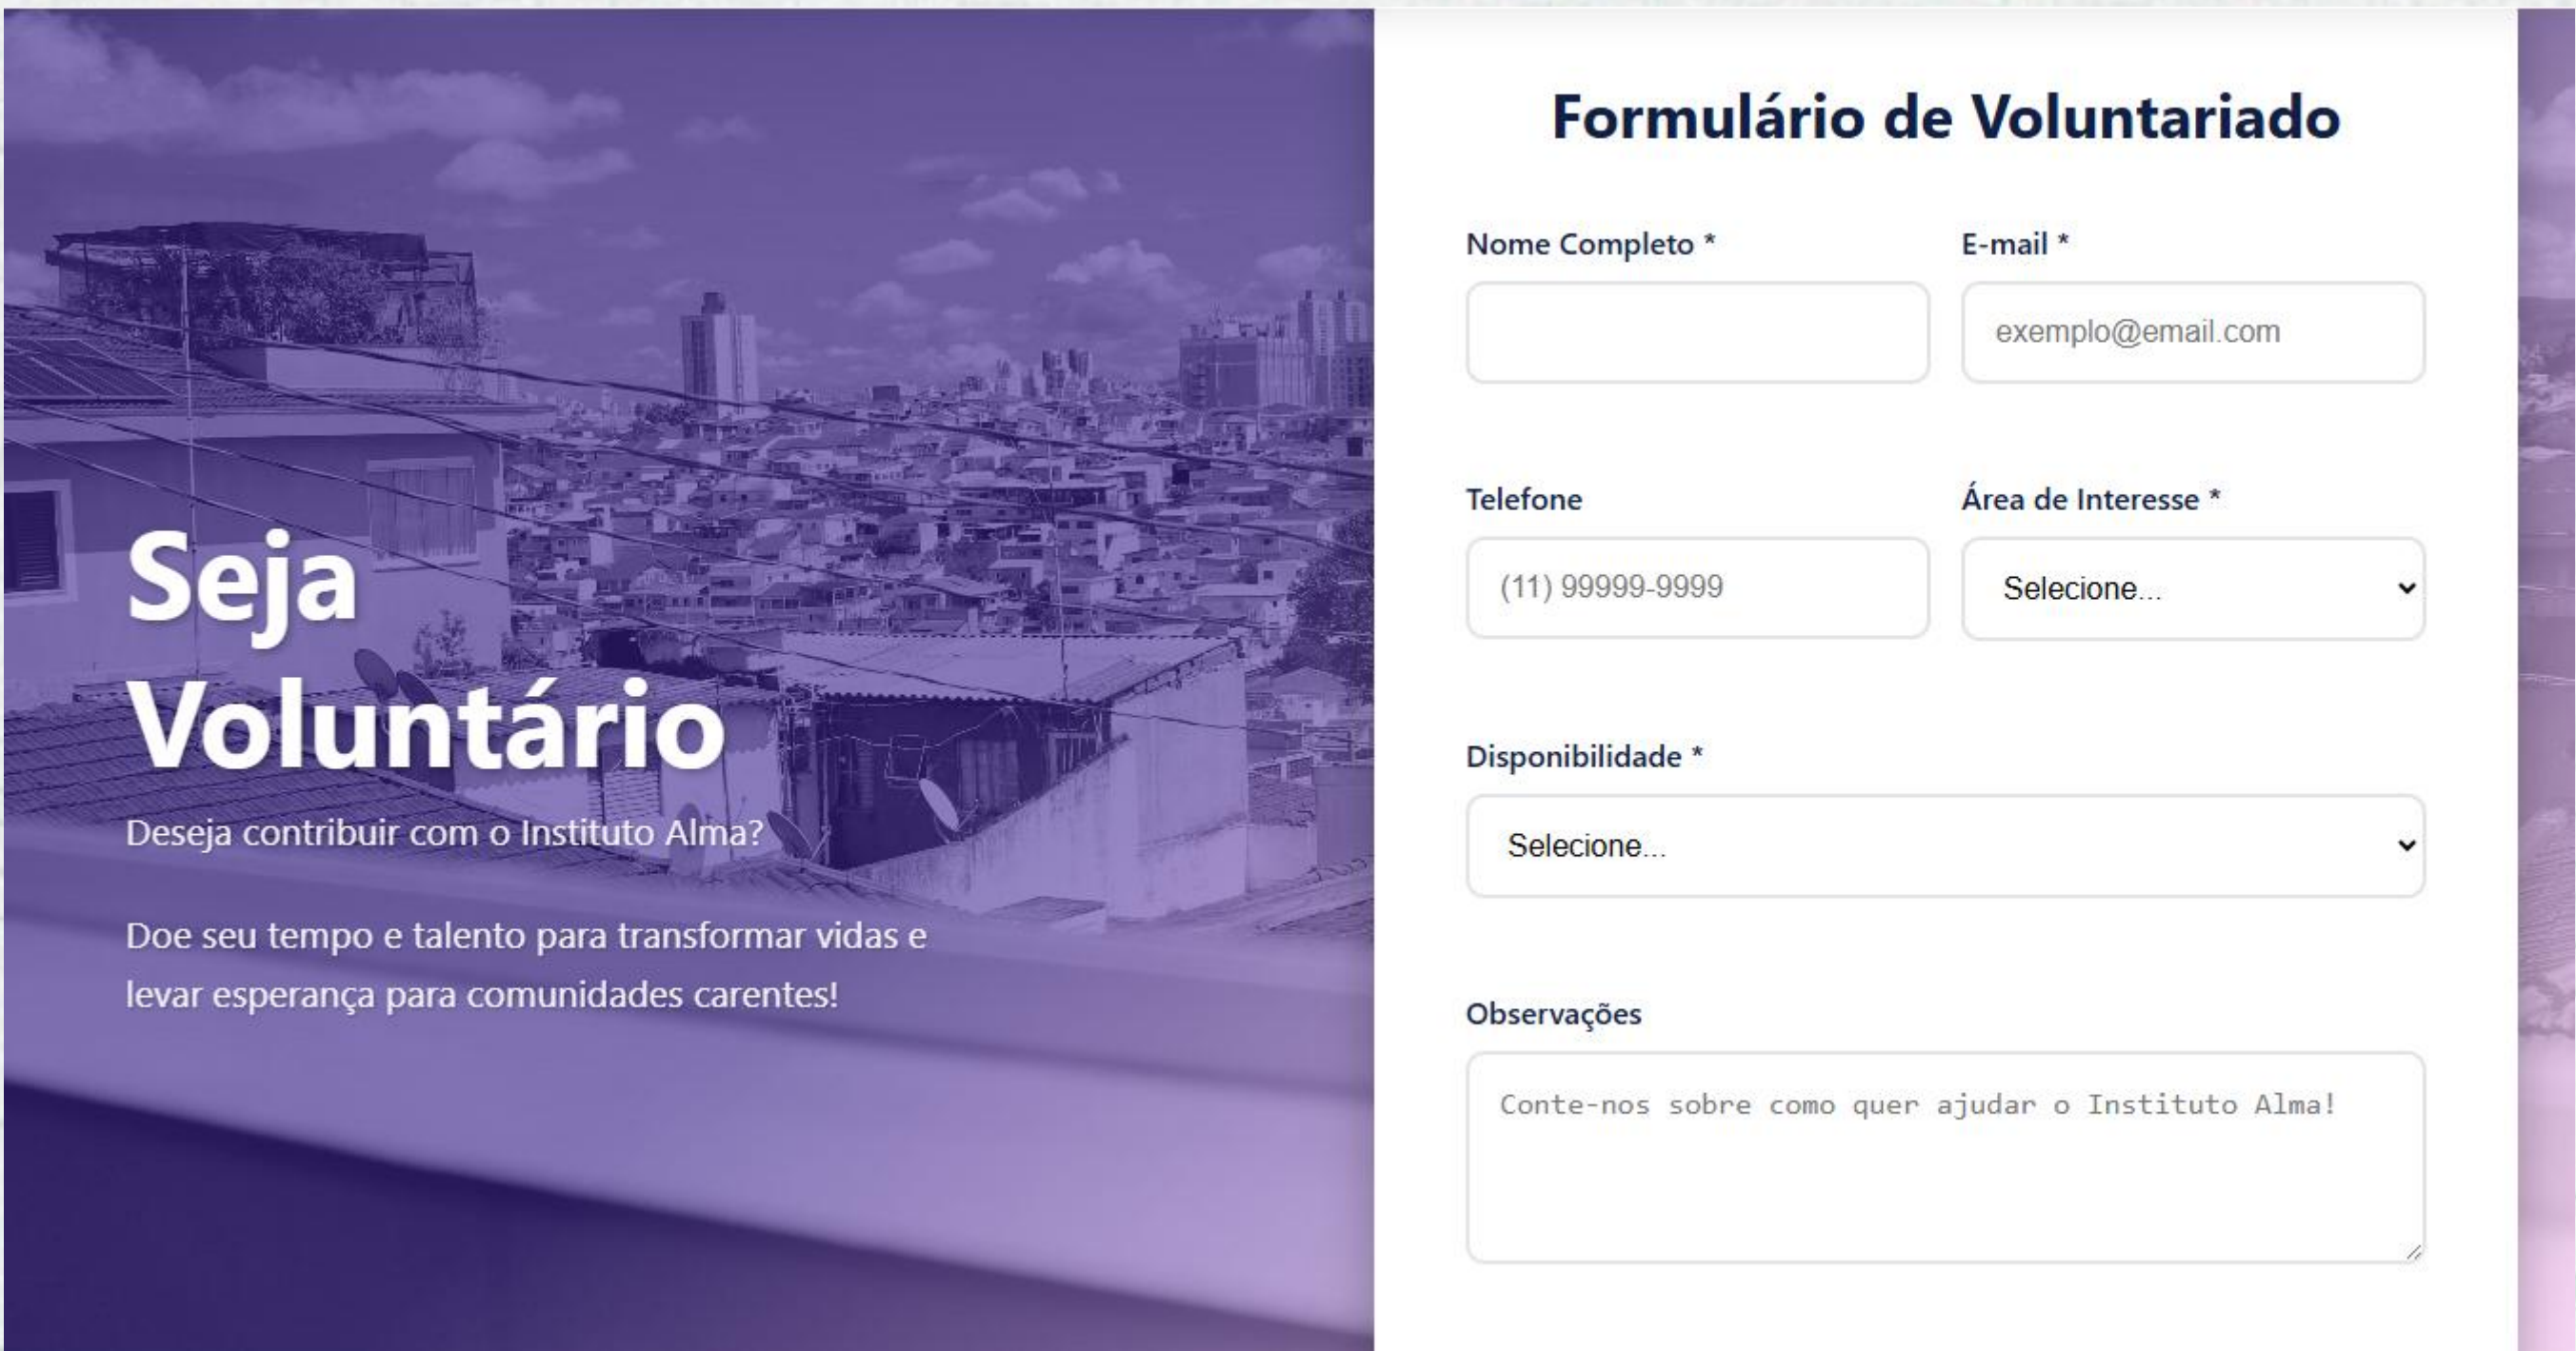 Seja
Voluntário
Deseja contribuir com o Instituto Alma?
Doe seu tempo e talento para transformar vidas e
levar esperança para comunidades carentes!
Formulário de Voluntariado
Nome Completo *
E-mail *
exemplo@email.com
Telefone
Área de Interesse *
(11) 99999-9999
Selecione...
Disponibilidade *
Selecione...
Observações
Conte-nos sobre como quer ajudar o Instituto Alma!